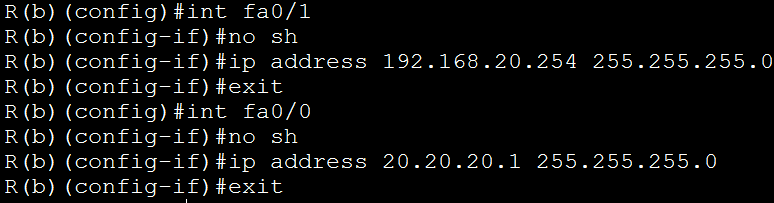 R(b)(config)#int fa0/1
R(b)(config-if)#no sh
R(b)(config-if)#ip address 192.168.20.254 255.255.255.0
R(b)(config-if)#exit
R(b)(config)#int fa0/0
R(b)(config-if)#no sh
R(b)(config-if)#ip address 20.20.20.1 255.255.255.0
R(b)(config-if)#exit